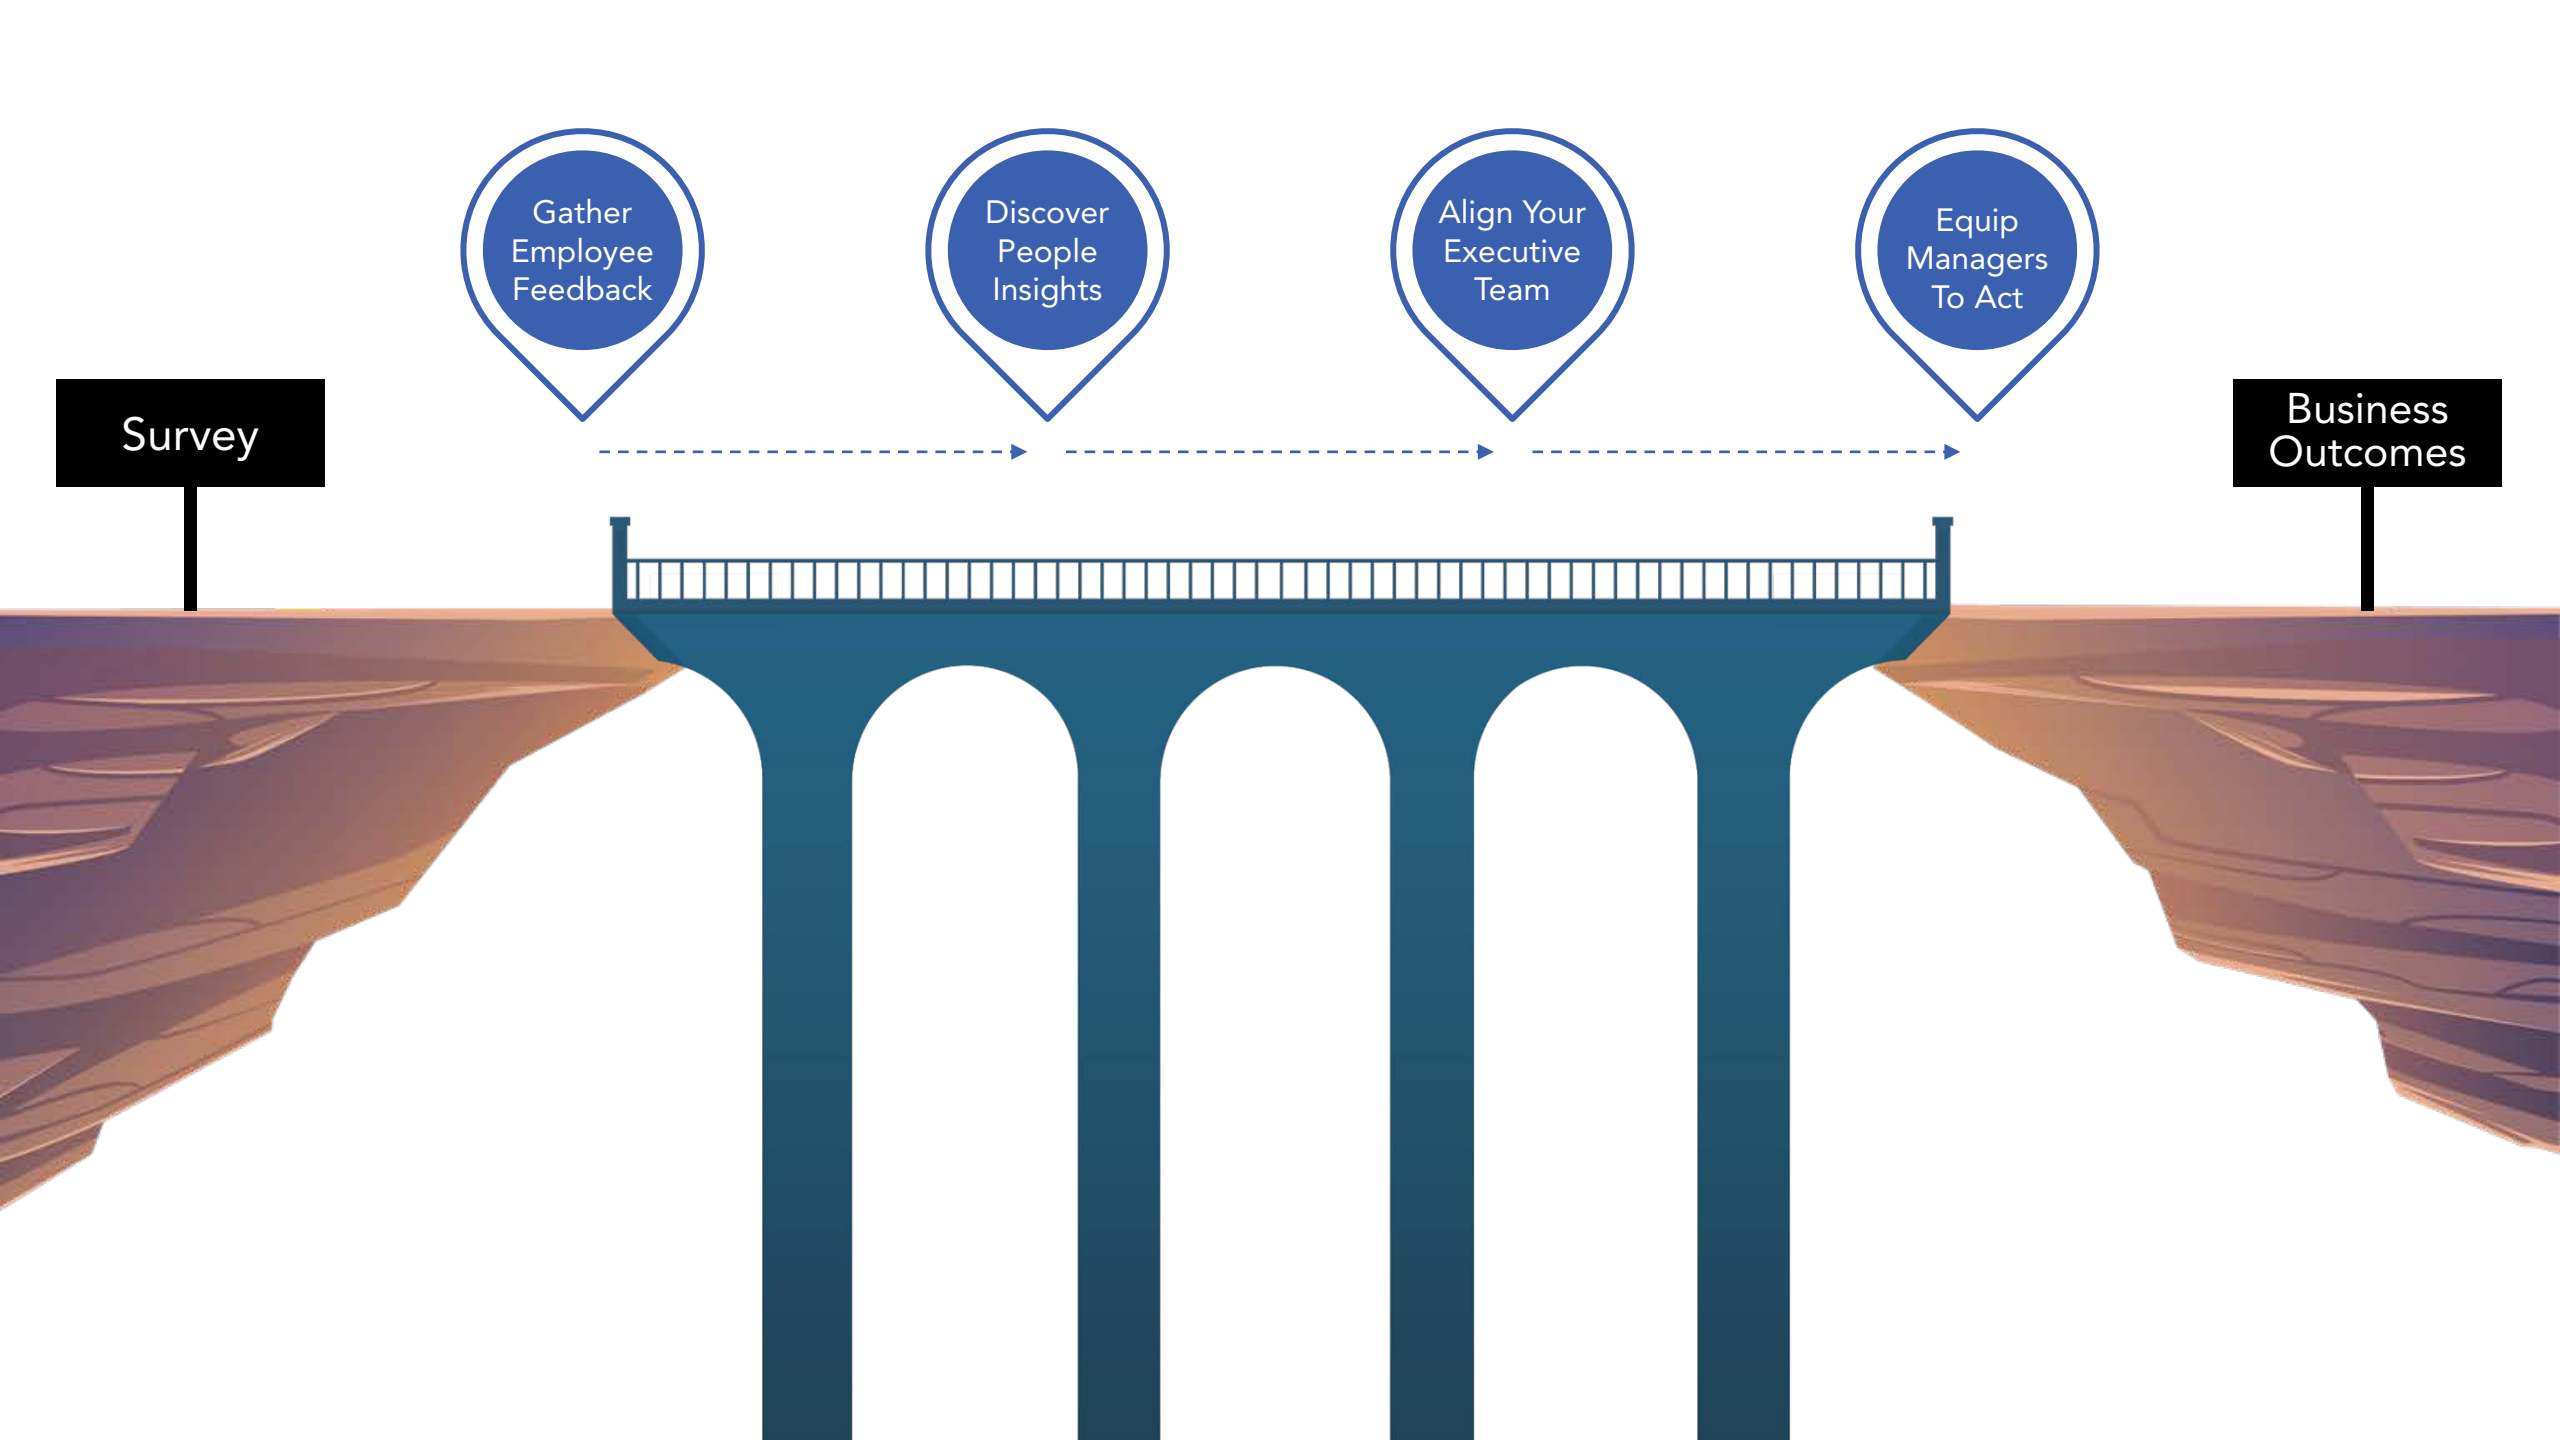 Gather
Employee
Feedback
Discover
People
Insights
Align Your
Executive
Team
Equip
Managers
To Act
Survey
Business
Outcomes